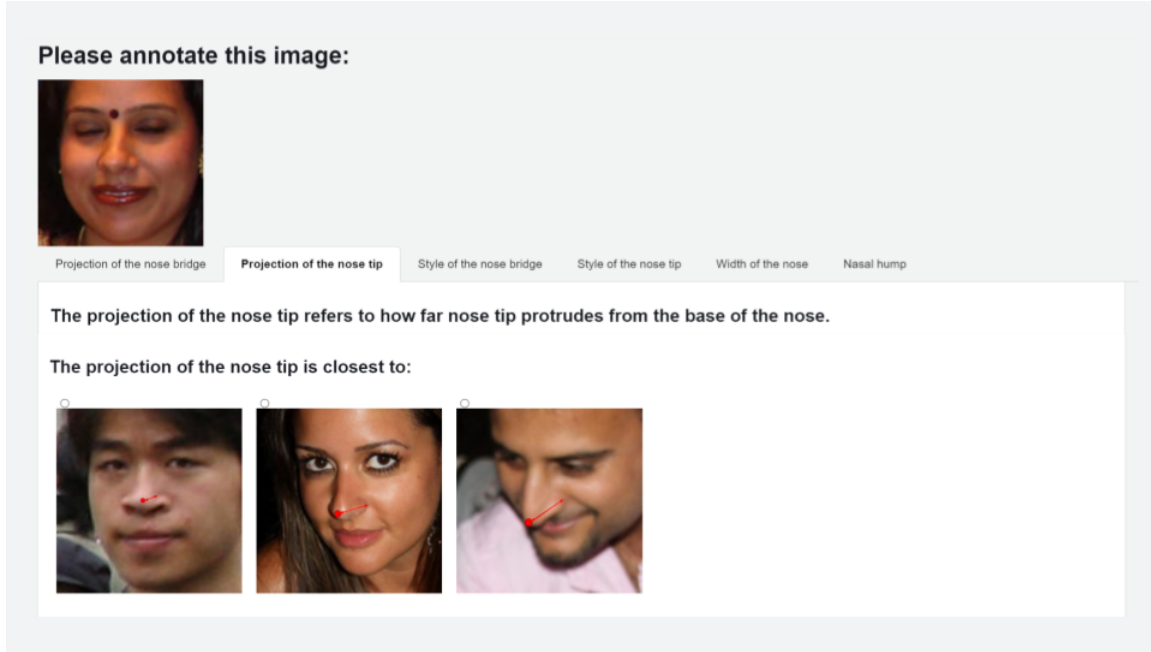 Please annotate this image:
Projection of the nose bridge Projection of the nose tip Style of the nose bridge Style of the nose tip Width of the nose Nasal hump
The projection of the nose tip refers to how far nose tip protrudes from the base of the nose.
The projection of the nose tip is closest to: